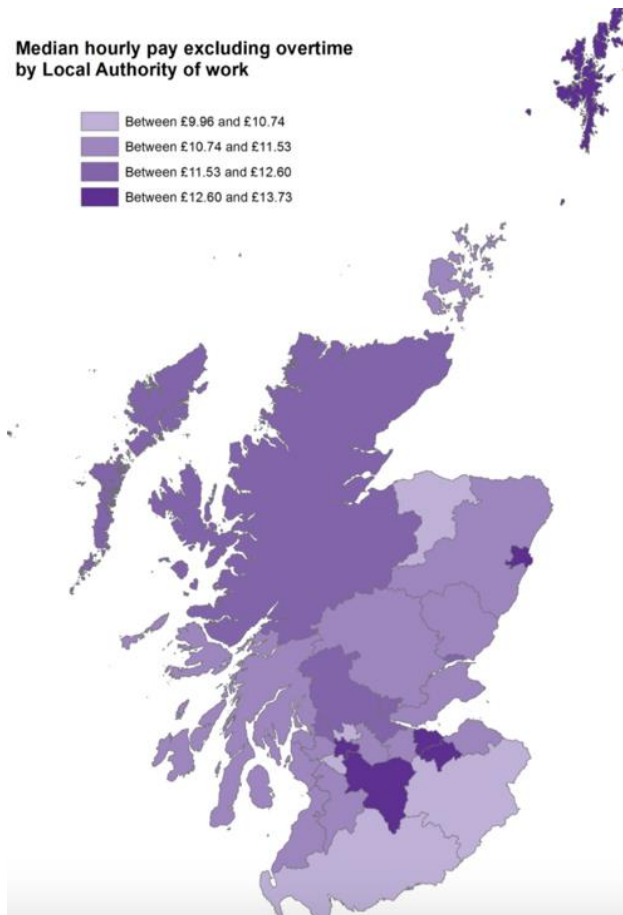 Median hourly pay excluding overtime
by Local Authority of work
Between £9.96 and £10.74
Between £10.74 and £11.53
Between £11.53 and £12.60
Between £12.60 and £13.73